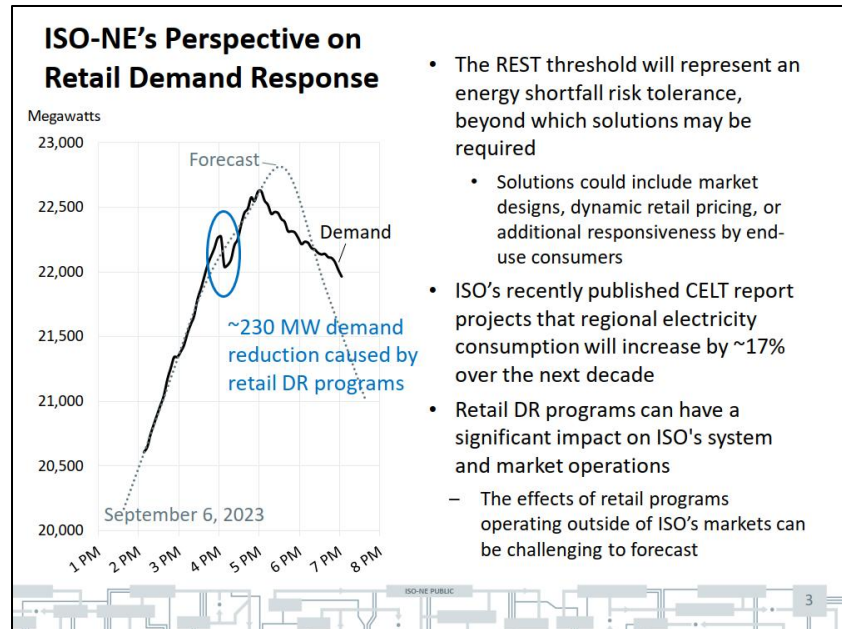 ISO-NE’s Perspective on
Retail Demand Response
Megawatts
23,000
22,500
22,000
21,500
21,000
20,500
20,000
Forecast
Demand
~230 MW demand
reduction caused by
retail DR programs
September 6, 2023
1 PM
2 PM
3 PM
4 PM
5 PM
6 PM
7 PM
8 PM
• The REST threshold will represent an
energy shortfall risk tolerance,
beyond which solutions may be
required
• Solutions could include market
designs, dynamic retail pricing, or
additional responsiveness by end-
use consumers
• ISO’s recently published CELT report
projects that regional electricity
consumption will increase by ~17%
over the next decade
• Retail DR programs can have a
significant impact on ISO's system
and market operations
– The effects of retail programs
operating outside of ISO’s markets can
be challenging to forecast
ISO-NE PUBLIC
3